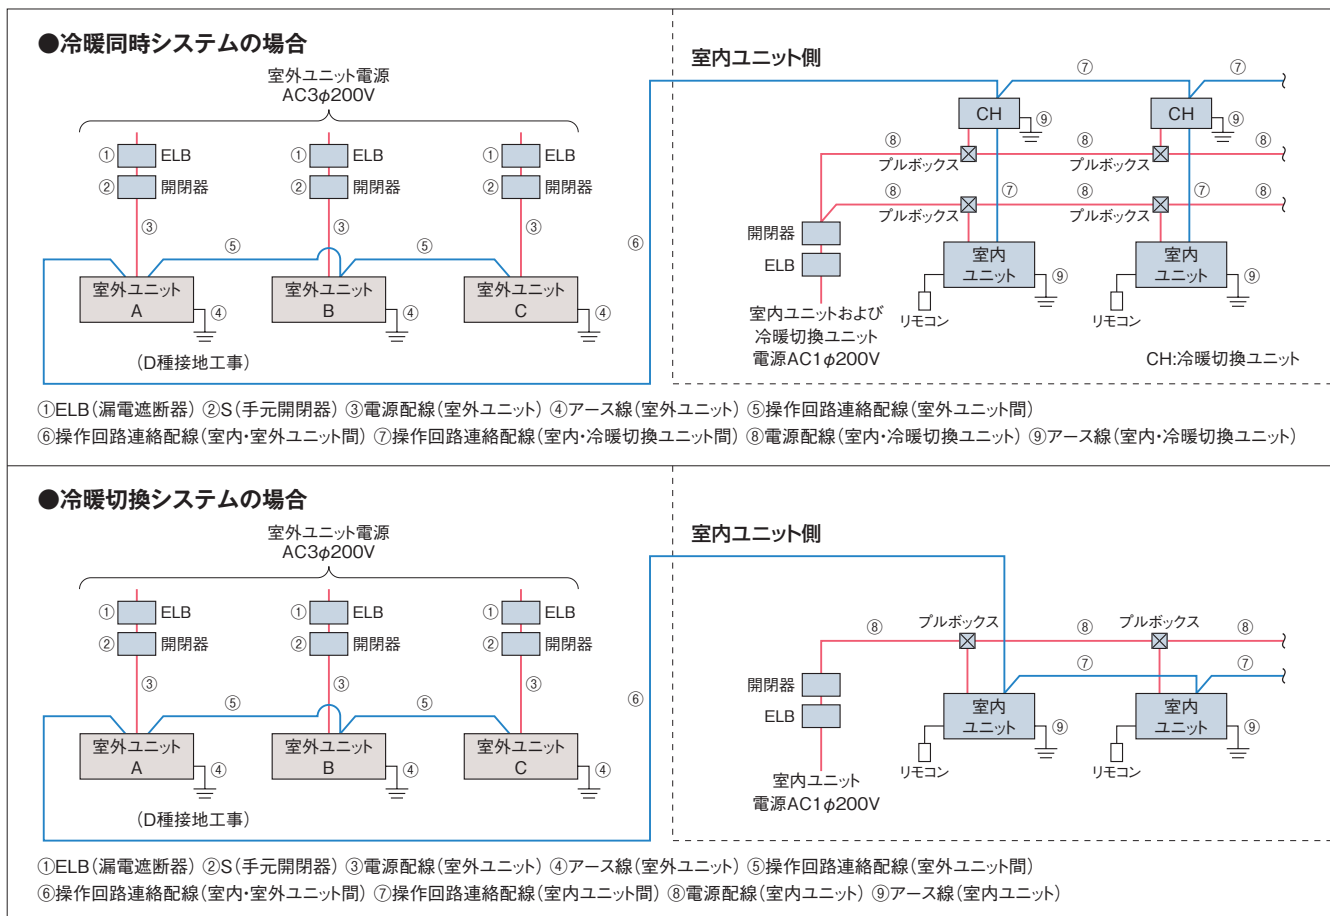 ●冷暖同時システムの場合
室外ユニット電源
AC3φ200V
① ELB ① ELB ① ELB
② 開閉器 ② 開閉器 ② 開閉器
③ ③ ③
⑤ ⑤ ⑥
室外ユニット
A
④
室外ユニット
B
④
室外ユニット
C
④
(D種接地工事)
室内ユニット側
⑦ ⑦
CH ⑨ CH ⑨
⑧ ⑧ ⑧
プルボックス プルボックス
⑧ ⑦ ⑧ ⑦ ⑧
プルボックス プルボックス
開閉器
ELB
室内
ユニット
⑨
室内
ユニット
⑨
リモコン リモコン
室内ユニットおよび
冷暖切換ユニット
電源AC1φ200V
CH:冷暖切換ユニット
①ELB(漏電遮断器) ②S(手元開閉器) ③電源配線(室外ユニット) ④アース線(室外ユニット) ⑤操作回路連絡配線(室外ユニット間)
⑥操作回路連絡配線(室内・室外ユニット間) ⑦操作回路連絡配線(室内・冷暖切換ユニット間) ⑧電源配線(室内・冷暖切換ユニット) ⑨アース線(室内・冷暖切換ユニット)
●冷暖切換システムの場合
室外ユニット電源
AC3φ200V
① ELB ① ELB ① ELB
② 開閉器 ② 開閉器 ② 開閉器
③ ③ ③
⑤ ⑤ ⑥
室外ユニット
A
④
室外ユニット
B
④
室外ユニット
C
④
(D種接地工事)
室内ユニット側
プルボックス プルボックス
⑧ ⑧ ⑧
⑦ ⑦
開閉器
ELB
室内
ユニット
⑨
室内
ユニット
⑨
リモコン リモコン
室内ユニット
電源AC1φ200V
①ELB(漏電遮断器) ②S(手元開閉器) ③電源配線(室外ユニット) ④アース線(室外ユニット) ⑤操作回路連絡配線(室外ユニット間)
⑥操作回路連絡配線(室内・室外ユニット間) ⑦操作回路連絡配線(室内ユニット間) ⑧電源配線(室内ユニット) ⑨アース線(室内ユニット)